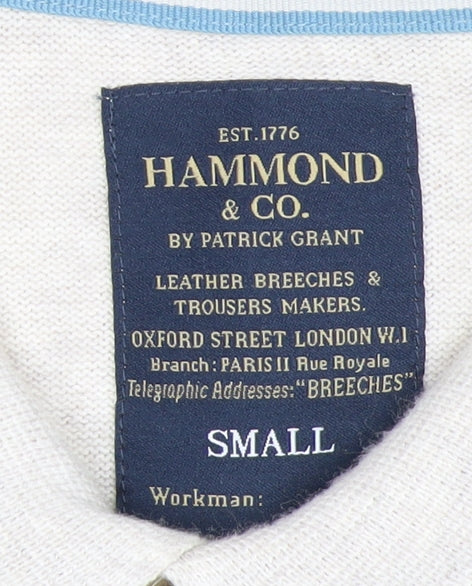 EST.1776
HAMMOND
& CO.
BY PATRICK GRANT
LEATHER BREECHES &
TROUSERS MAKERS.
OXFORD STREET LONDON W.1
Branch: PARIS II Rue Royale
Telegraphic Addresses: "BREECHES"
SMALL
Workman: